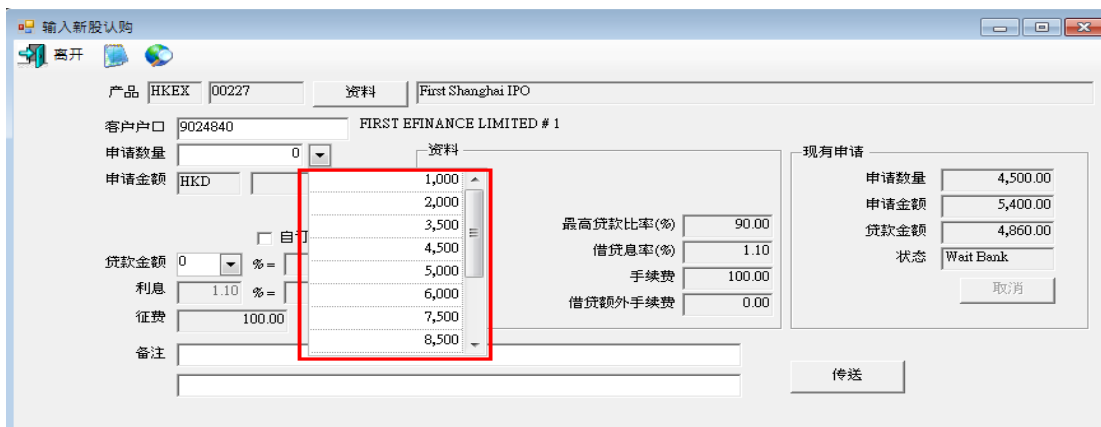 输入新股认购
离开
产品 HKEX 00227 资料 First Shanghai IPO
客户户口 9024840 FIRST EFINANCE LIMITED # 1
申请数量 0 资料 现有申请
申请金额 HKD 1,000 申请数量 4,500.00
2,000 申请金额 5,400.00
3,500 最高贷款比率(%) 90.00 贷款金额 4,860.00
自订 4,500 借贷息率(%) 1.10 状态 Wait Bank
贷款金额 0 %= 5,000 手续费 100.00
利息 1.10 %= 6,000 借贷额外手续费 0.00 取消
征费 100.00 7,500
8,500
备注
传送